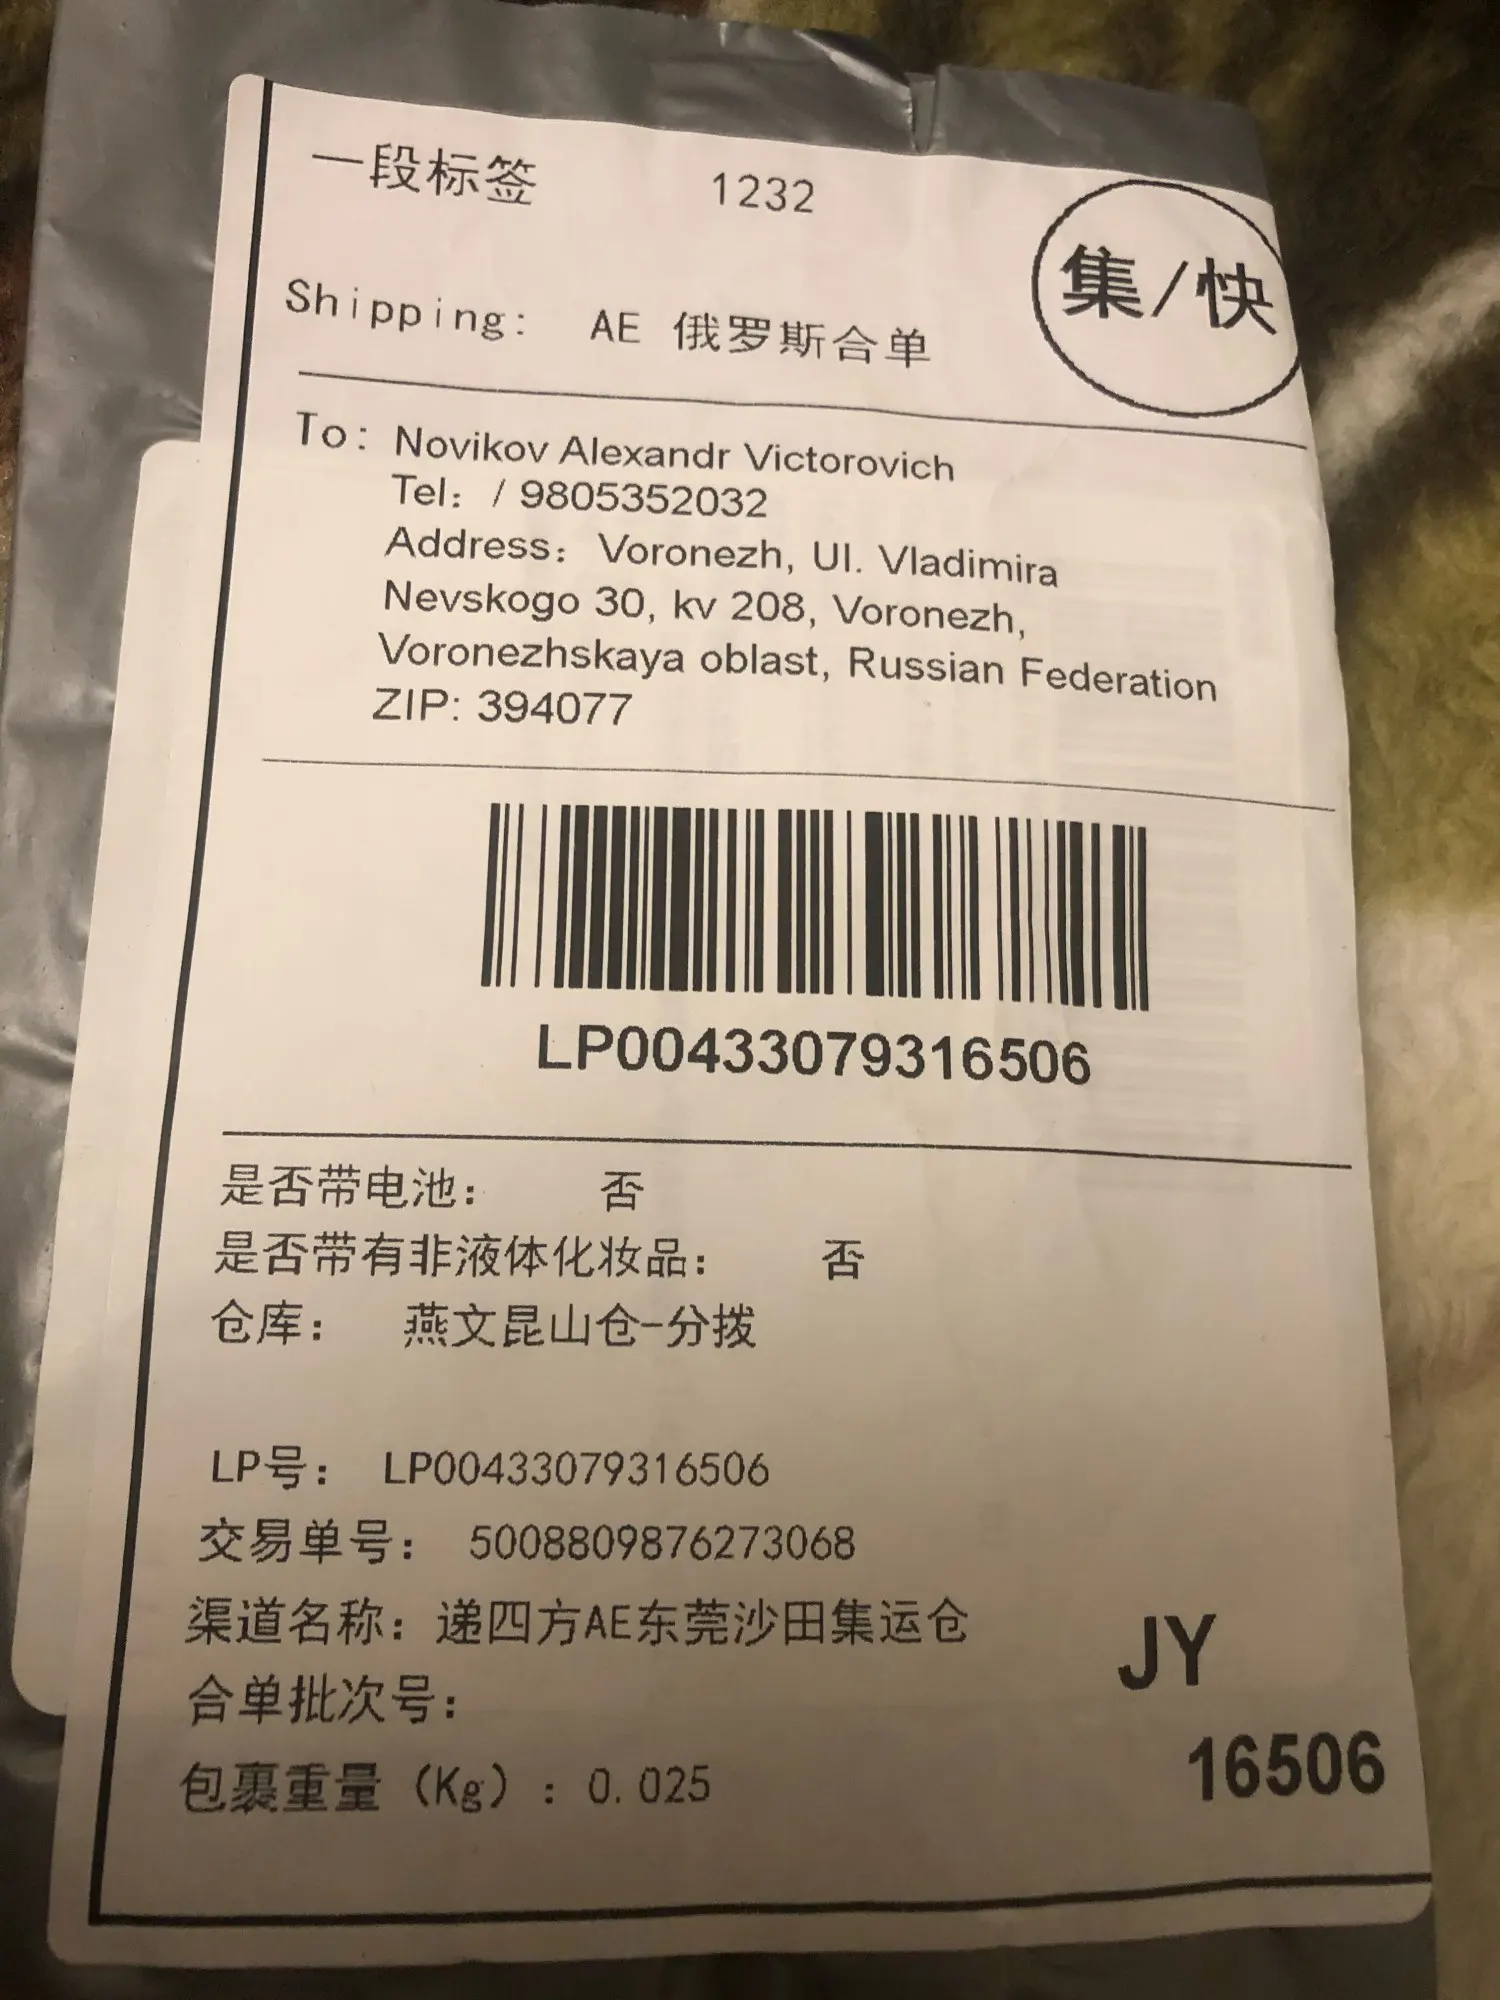 一段标签 1232
集/快
Shipping: AE 俄罗斯合单
To: Novikov Alexandr Victorovich
Tel: / 9805352032
Address: Voronezh, Ul. Vladimira
Nevskogo 30, kv 208, Voronezh,
Voronezhskaya oblast, Russian Federation
ZIP: 394077
LP00433079316506
是否带电池: 否
是否带有非液体化妆品: 否
仓库: 燕文昆山仓-分拨
LP号: LP00433079316506
交易单号: 5008809876273068
渠道名称: 递四方AE东莞沙田集运仓
合单批次号:
包裹重量 (Kg) : 0.025
JY
16506